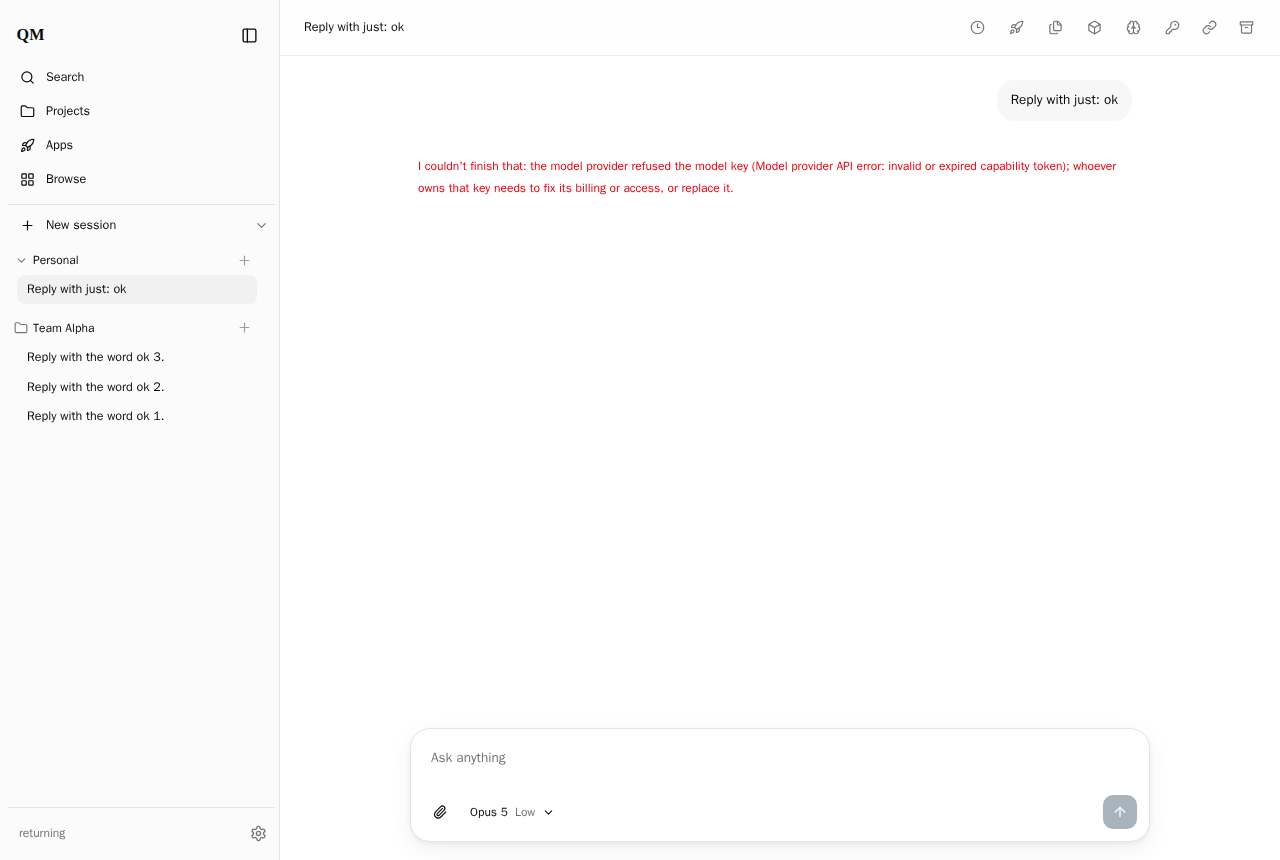 QM
Search
Projects
Apps
Browse
New session
Personal
Reply with just: ok
Team Alpha
Reply with the word ok 3.
Reply with the word ok 2.
Reply with the word ok 1.
returning
Reply with just: ok
Reply with just: ok
I couldn't finish that: the model provider refused the model key (Model provider API error: invalid or expired capability token); whoever
owns that key needs to fix its billing or access, or replace it.
Ask anything
Opus 5 Low